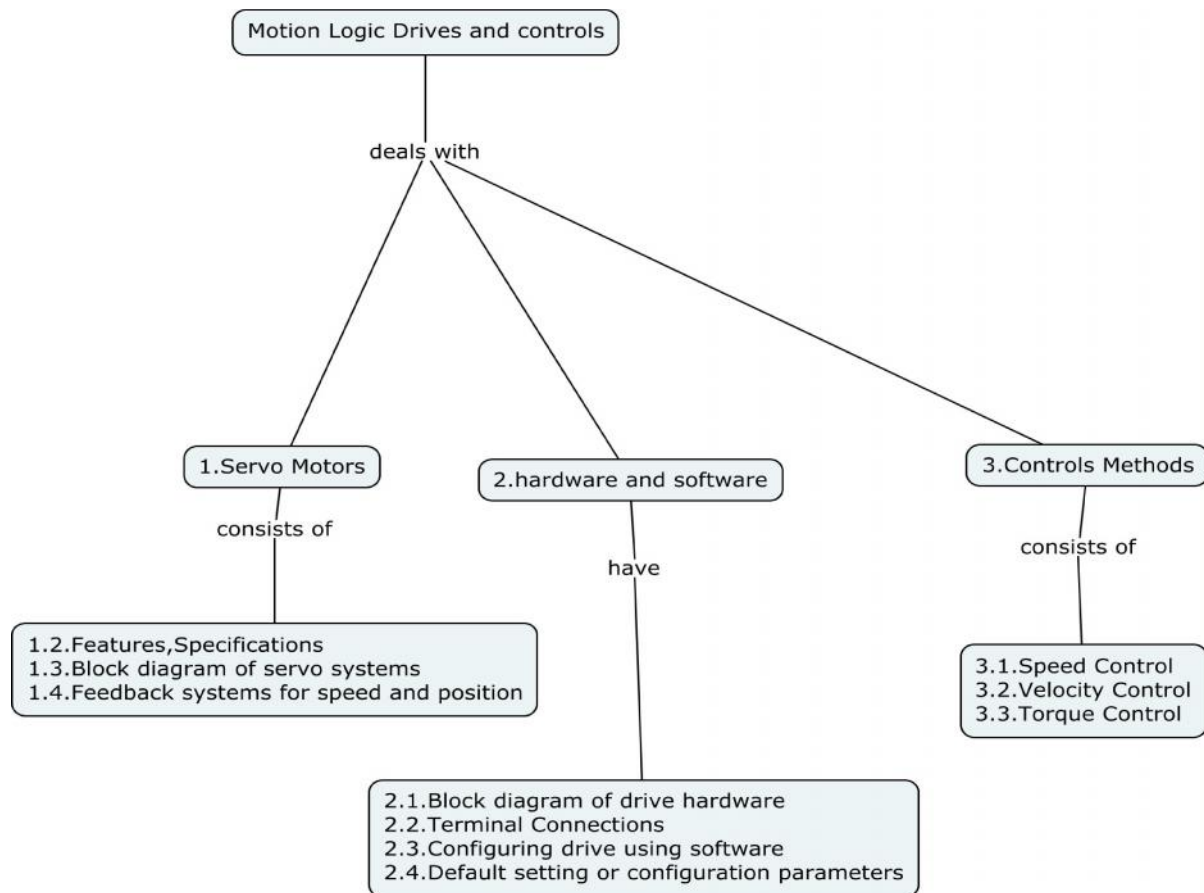 Motion Logic Drives and controls
deals with
1.Servo Motors
2.hardware and software
3.Controls Methods
consists of
have
consists of
1.2.Features,Specifications
1.3.Block diagram of servo systems
1.4.Feedback systems for speed and position
3.1.Speed Control
3.2.Velocity Control
3.3.Torque Control
2.1.Block diagram of drive hardware
2.2.Terminal Connections
2.3.Configuring drive using software
2.4.Default setting or configuration parameters